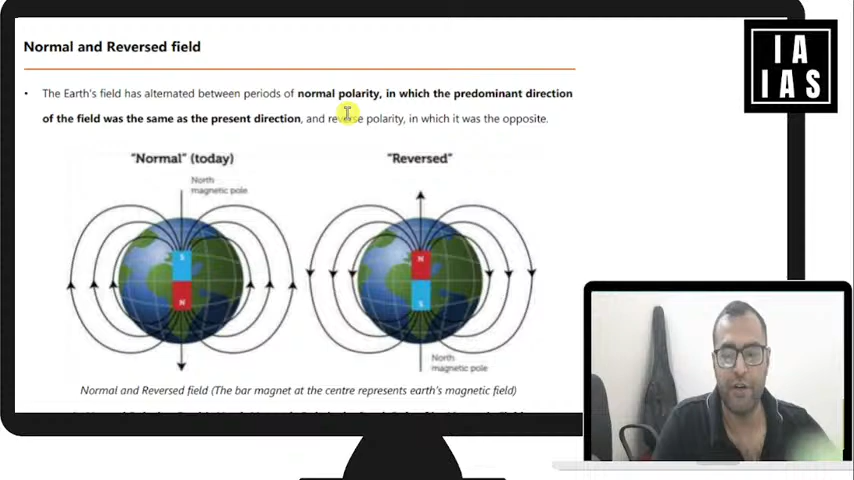 Normal and Reversed field
• The Earth's field has alternated between periods of normal polarity, in which the predominant direction
of the field was the same as the present direction, and reverse polarity, in which it was the opposite.
"Normal" (today)
"Reversed"
North
magnetic pole
S
N
N
S
North
magnetic pole
Normal and Reversed field (The bar magnet at the centre represents earth's magnetic field)
IA
IAS